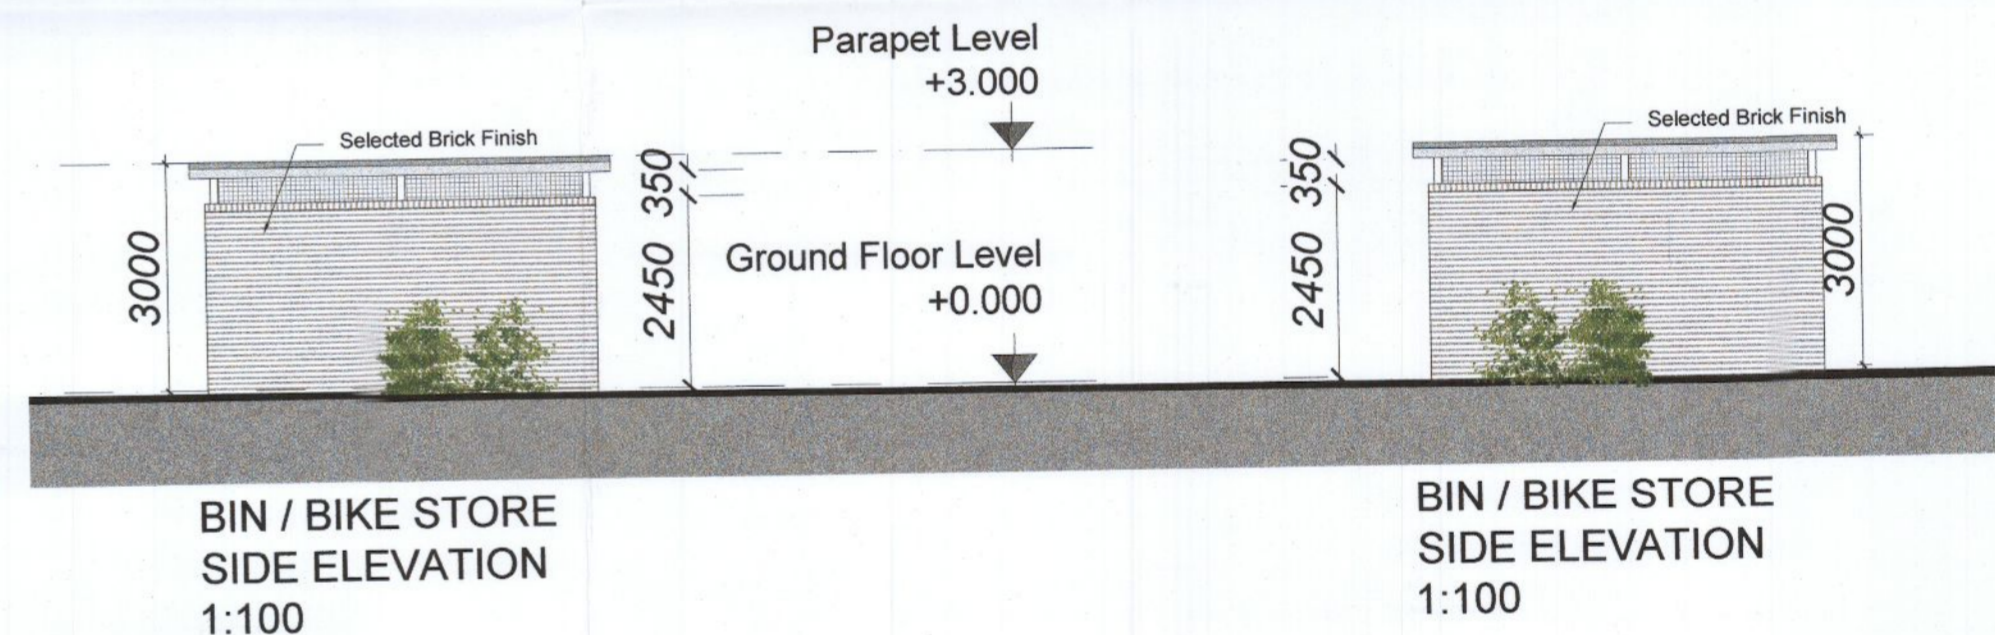 Parapet Level
+3.000
Selected Brick Finish
Selected Brick Finish
3000
350
2450
Ground Floor Level
+0.000
350
2450
3000
BIN / BIKE STORE
SIDE ELEVATION
1:100
BIN / BIKE STORE
SIDE ELEVATION
1:100